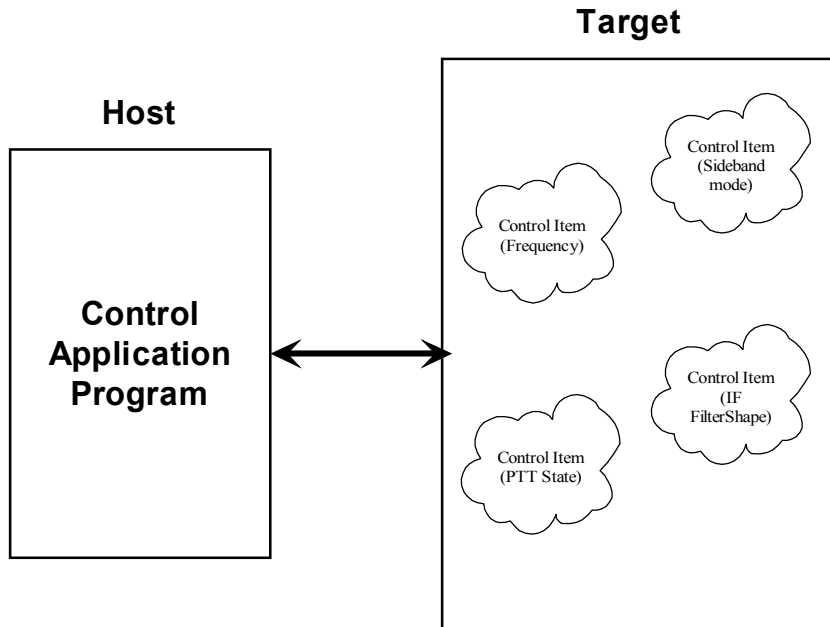 Target
Host
Control
Application
Program
Control Item
(Sideband
mode)
Control Item
(Frequency)
Control Item
(IF
FilterShape)
Control Item
(PTT State)